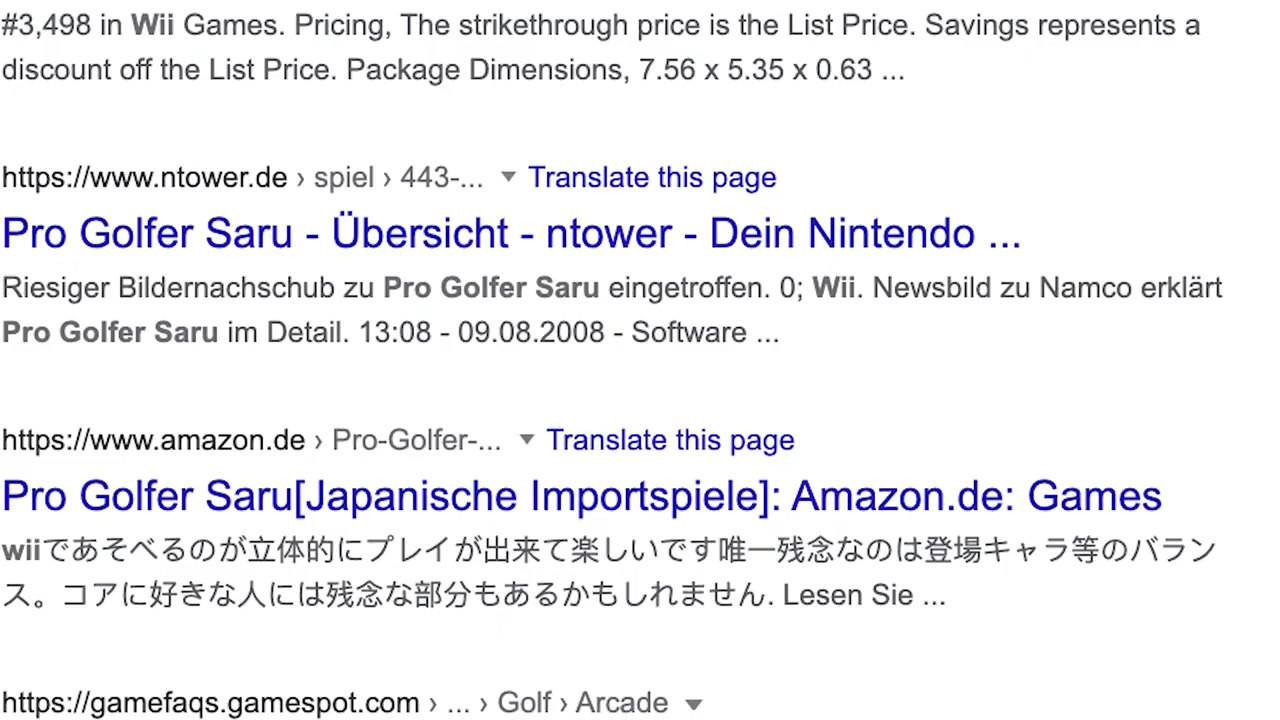 #3,498 in Wii Games. Pricing, The strikethrough price is the List Price. Savings represents a
discount off the List Price. Package Dimensions, 7.56 x 5.35 x 0.63 ...
https://www.ntower.de › spiel › 443-... ▼ Translate this page
Pro Golfer Saru - Übersicht - ntower - Dein Nintendo ...
Riesiger Bildernachschub zu Pro Golfer Saru eingetroffen. 0; Wii. Newsbild zu Namco erklärt
Pro Golfer Saru im Detail. 13:08 - 09.08.2008 - Software ...
https://www.amazon.de › Pro-Golfer-... ▼ Translate this page
Pro Golfer Saru[Japanische Importspiele]: Amazon.de: Games
wiiであそべるのが立体的にプレイが出来て楽しいです唯一残念なのは登場キャラ等のバラン
ス。コアに好きな人には残念な部分もあるかもしれません. Lesen Sie ...
https://gamefaqs.gamespot.com › ... › Golf › Arcade ▼